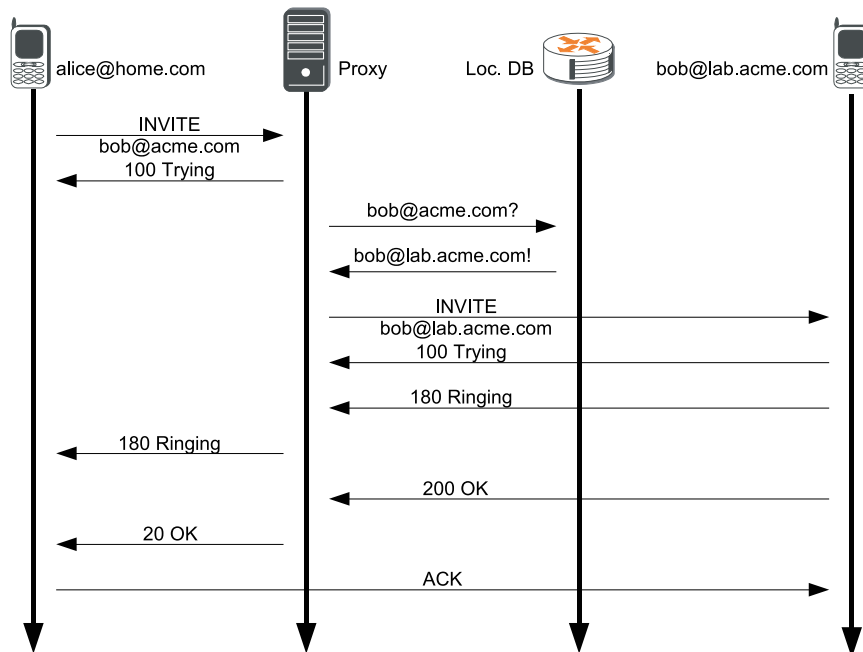 alice@home.com
Proxy
Loc. DB
bob@lab.acme.com
INVITE
bob@acme.com
100 Trying
bob@acme.com?
bob@lab.acme.com!
INVITE
bob@lab.acme.com
100 Trying
180 Ringing
180 Ringing
200 OK
20 OK
ACK